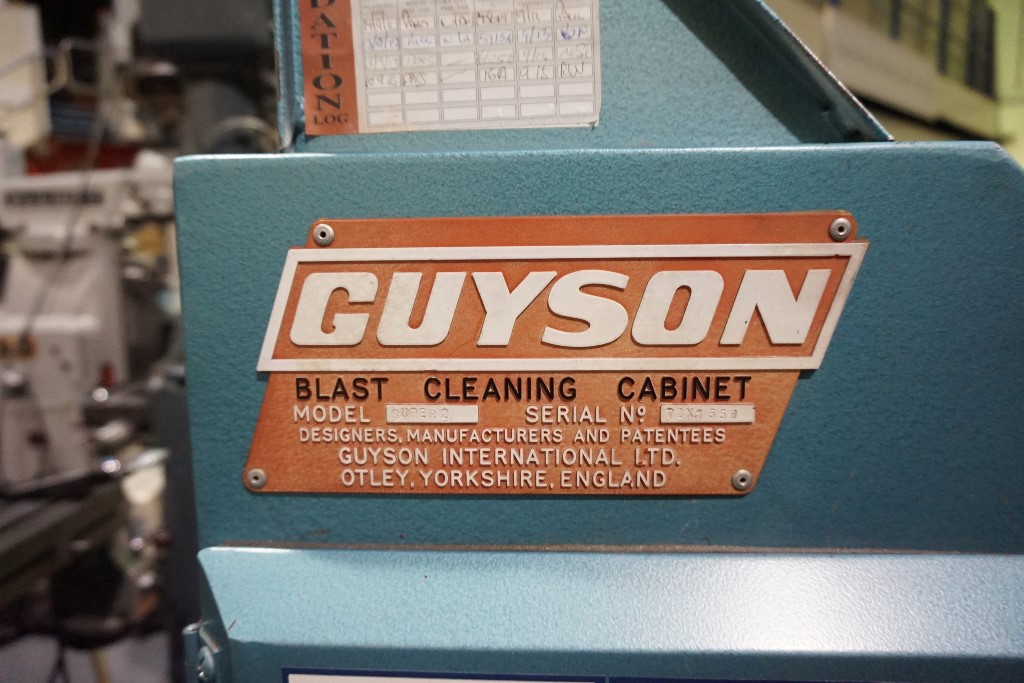 DATION
LOG
GUYSON
BLAST CLEANING CABINET
MODEL SUPER2 SERIAL Nº
DESIGNERS, MANUFACTURERS AND PATENTEES
GUYSON INTERNATIONAL LTD.
OTLEY, YORKSHIRE, ENGLAND